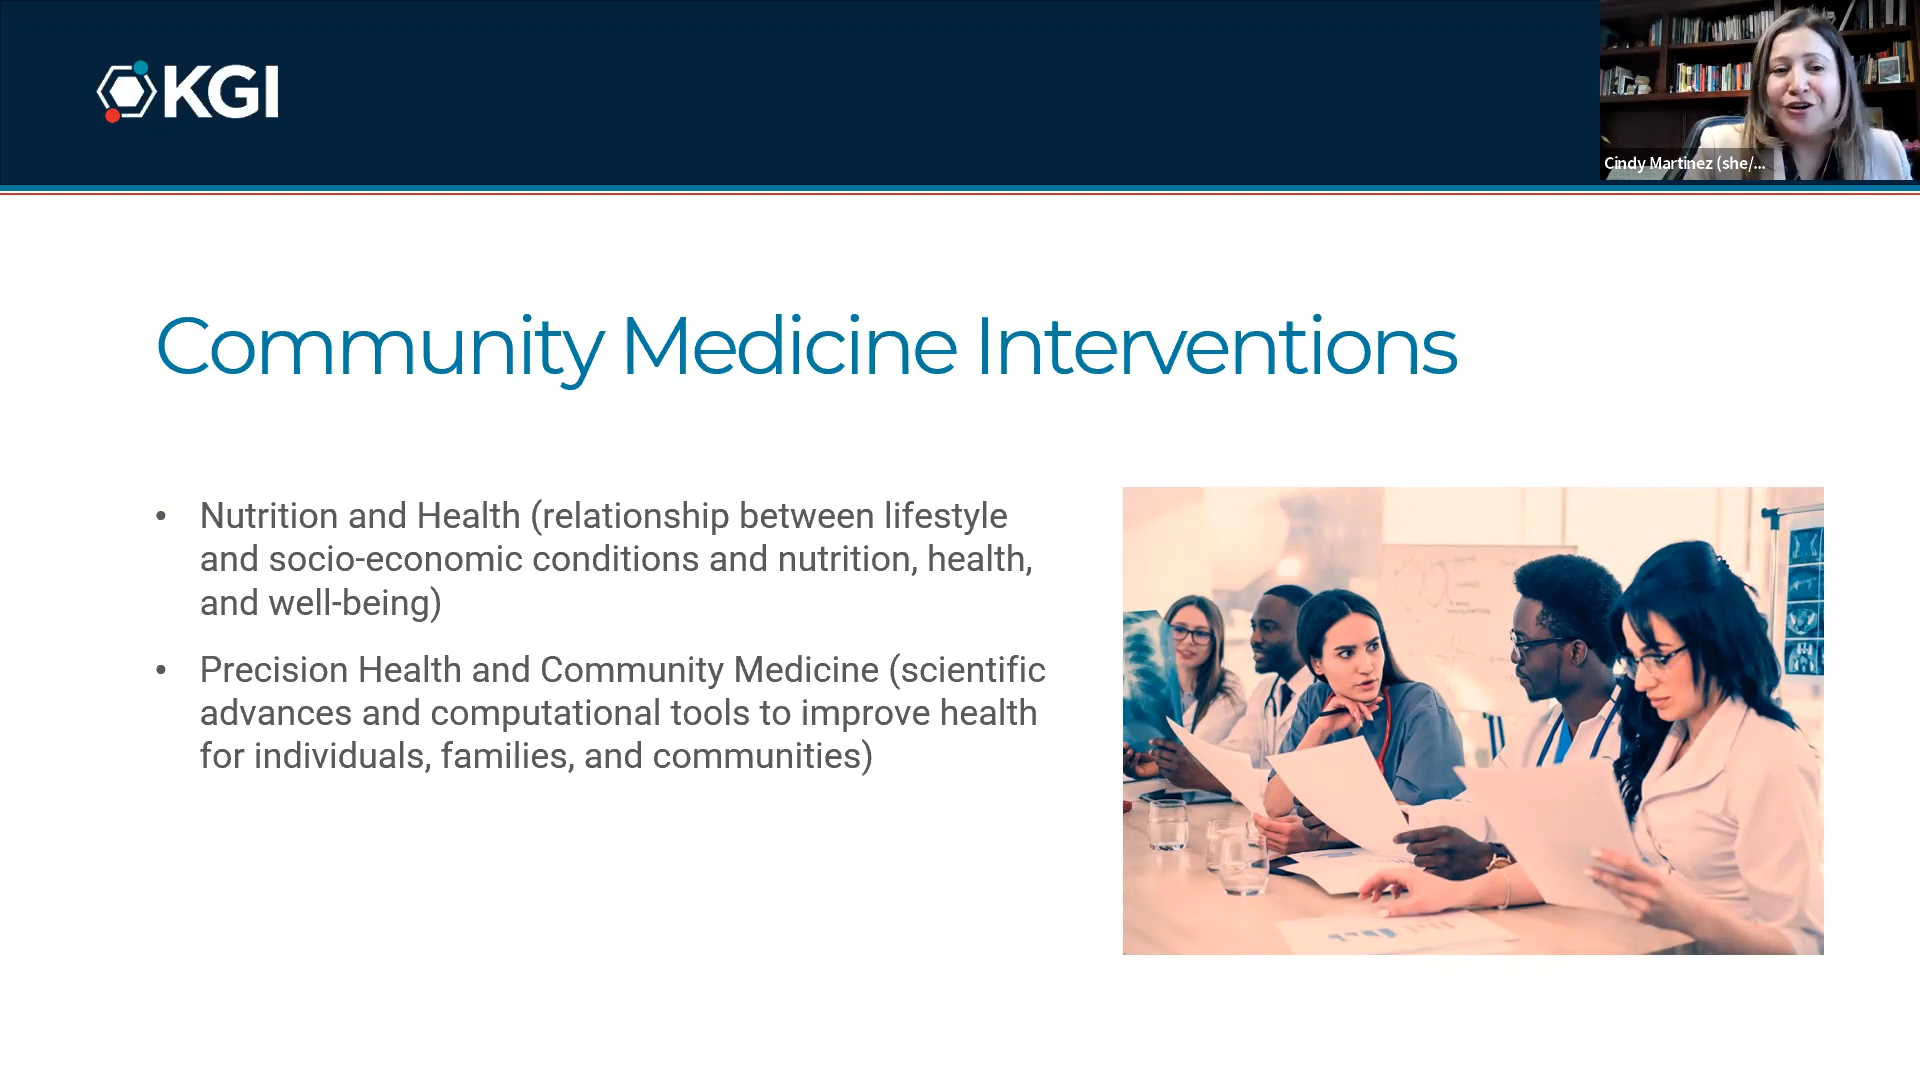 KGI
Cindy Martinez (she/...
Community Medicine Interventions
• Nutrition and Health (relationship between lifestyle
and socio-economic conditions and nutrition, health,
and well-being)
• Precision Health and Community Medicine (scientific
advances and computational tools to improve health
for individuals, families, and communities)